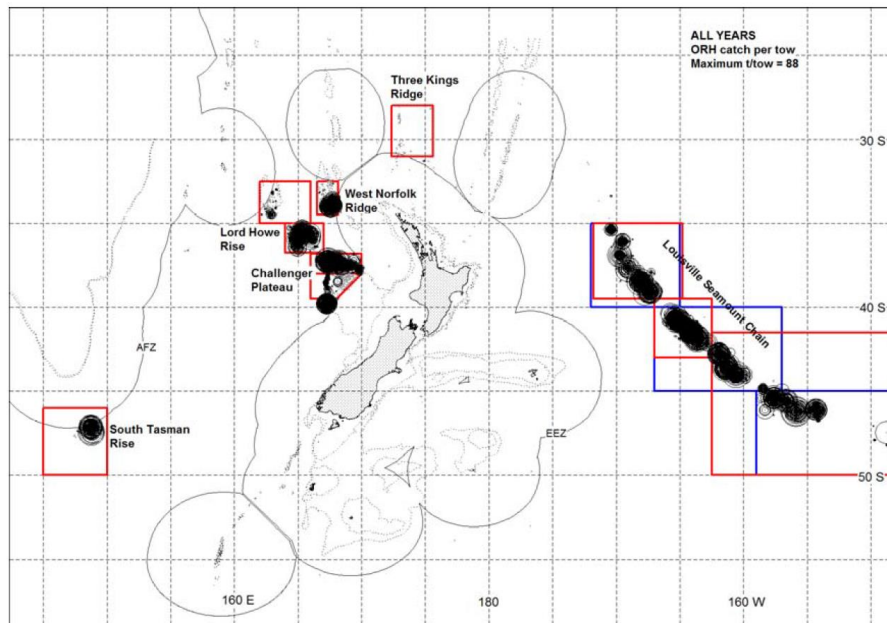 ALL YEARS
ORH catch per tow
Maximum t/tow = 88
Three Kings
Ridge
30 S
West Norfolk
Ridge
Lord Howe
Rise
Challenger
Plateau
Louisville Seamount Chain
40 S
AFZ
South Tasman
Rise
EEZ
50 S
160 E
180
160 W